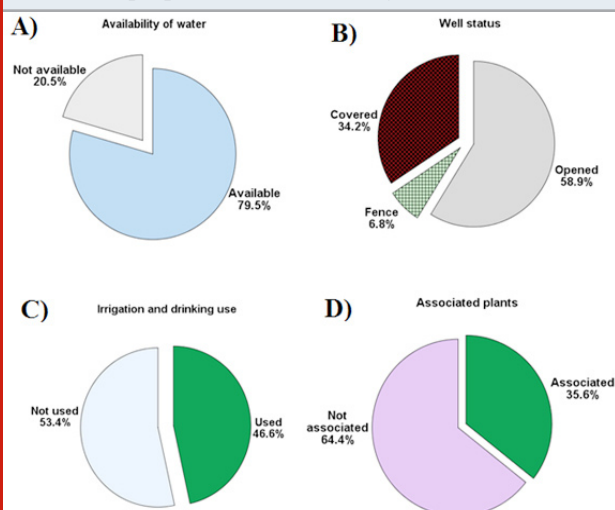 A)
Availability of water
Not available
20.5%
Available
79.5%
B)
Well status
Covered
34.2%
Opened
58.9%
Fence
6.8%
C)
Irrigation and drinking use
Not used
53.4%
Used
46.6%
D)
Associated plants
Associated
35.6%
Not
associated
64.4%